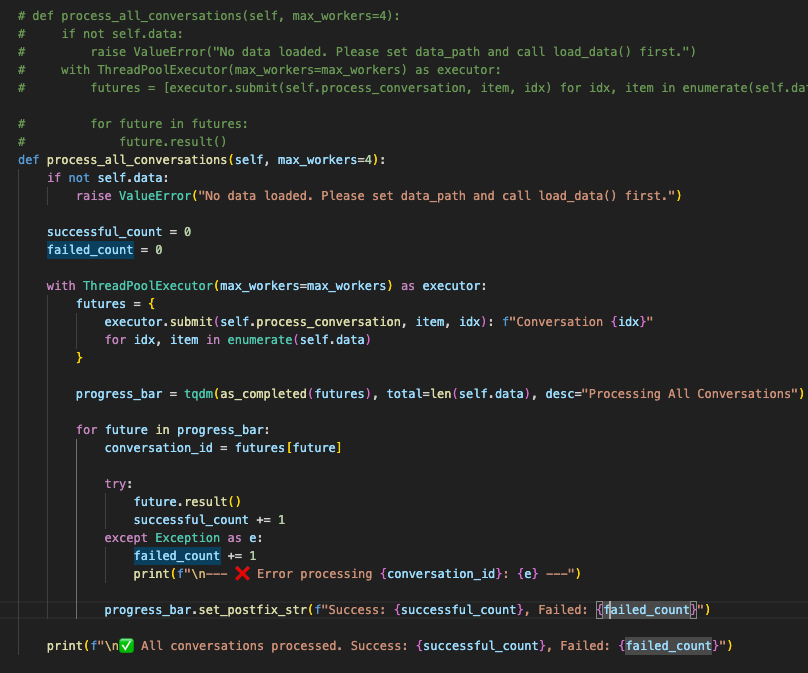 # def process_all_conversations(self, max_workers=4):
#     if not self.data:
#         raise ValueError("No data loaded. Please set data_path and call load_data() first.")
#     with ThreadPoolExecutor(max_workers=max_workers) as executor:
#         futures = [executor.submit(self.process_conversation, item, idx) for idx, item in enumerate(self.da
#         for future in futures:
#             future.result()
def process_all_conversations(self, max_workers=4):
    if not self.data:
        raise ValueError("No data loaded. Please set data_path and call load_data() first.")
    successful_count = 0
    failed_count = 0
    with ThreadPoolExecutor(max_workers=max_workers) as executor:
        futures = {
            executor.submit(self.process_conversation, item, idx): f"Conversation {idx}"
            for idx, item in enumerate(self.data)
        }
        progress_bar = tqdm(as_completed(futures), total=len(self.data), desc="Processing All Conversations")
        for future in progress_bar:
            conversation_id = futures[future]
            try:
                future.result()
                successful_count += 1
            except Exception as e:
                failed_count += 1
                print(f"\n--- ❌ Error processing {conversation_id}: {e} ---")
            progress_bar.set_postfix_str(f"Success: {successful_count}, Failed: {failed_count}")
    print(f"\n✅ All conversations processed. Success: {successful_count}, Failed: {failed_count}")